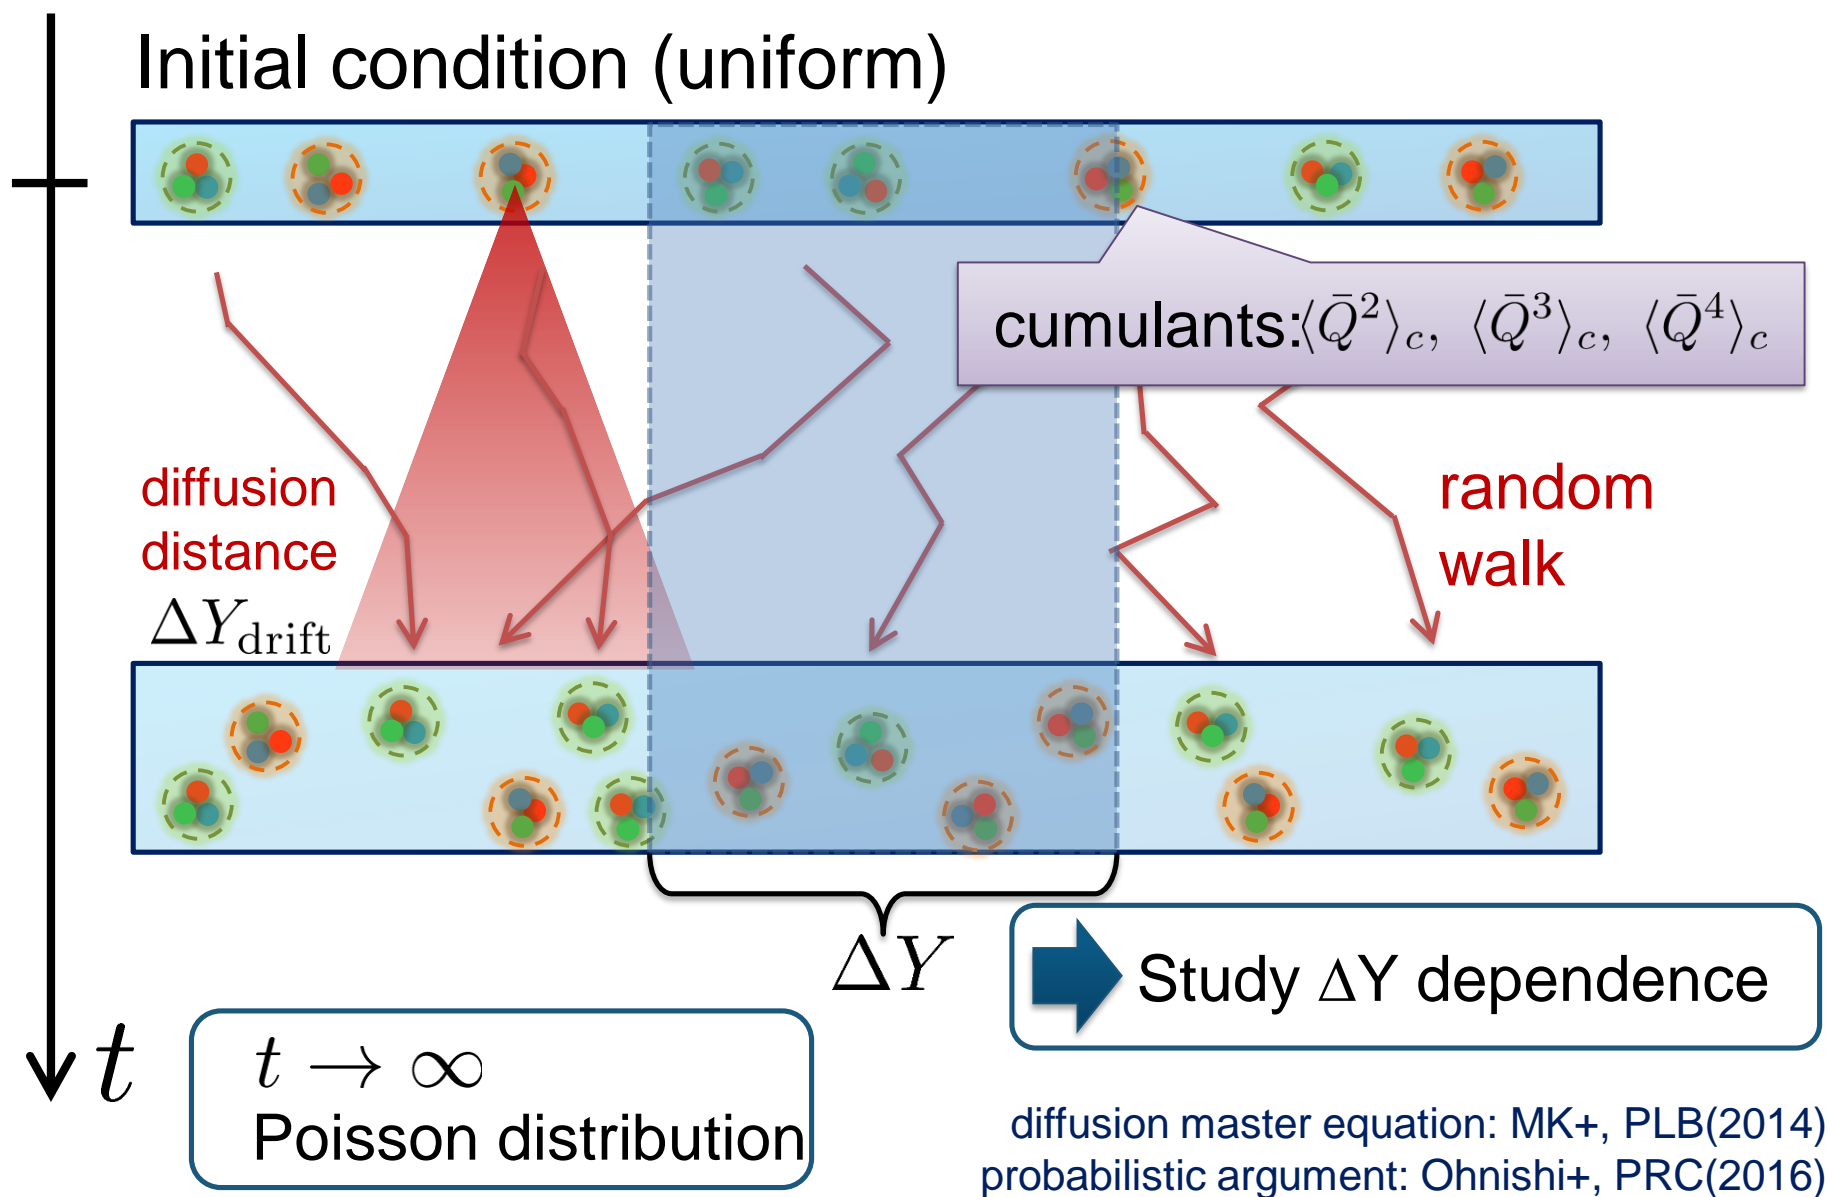 Initial condition (uniform)
cumulants:⟨Q̄²⟩c, ⟨Q̄³⟩c, ⟨Q̄⁴⟩c
diffusion
distance
ΔY_drift
random
walk
ΔY
Study ΔY dependence
t
t → ∞
Poisson distribution
diffusion master equation: MK+, PLB(2014)
probabilistic argument: Ohnishi+, PRC(2016)